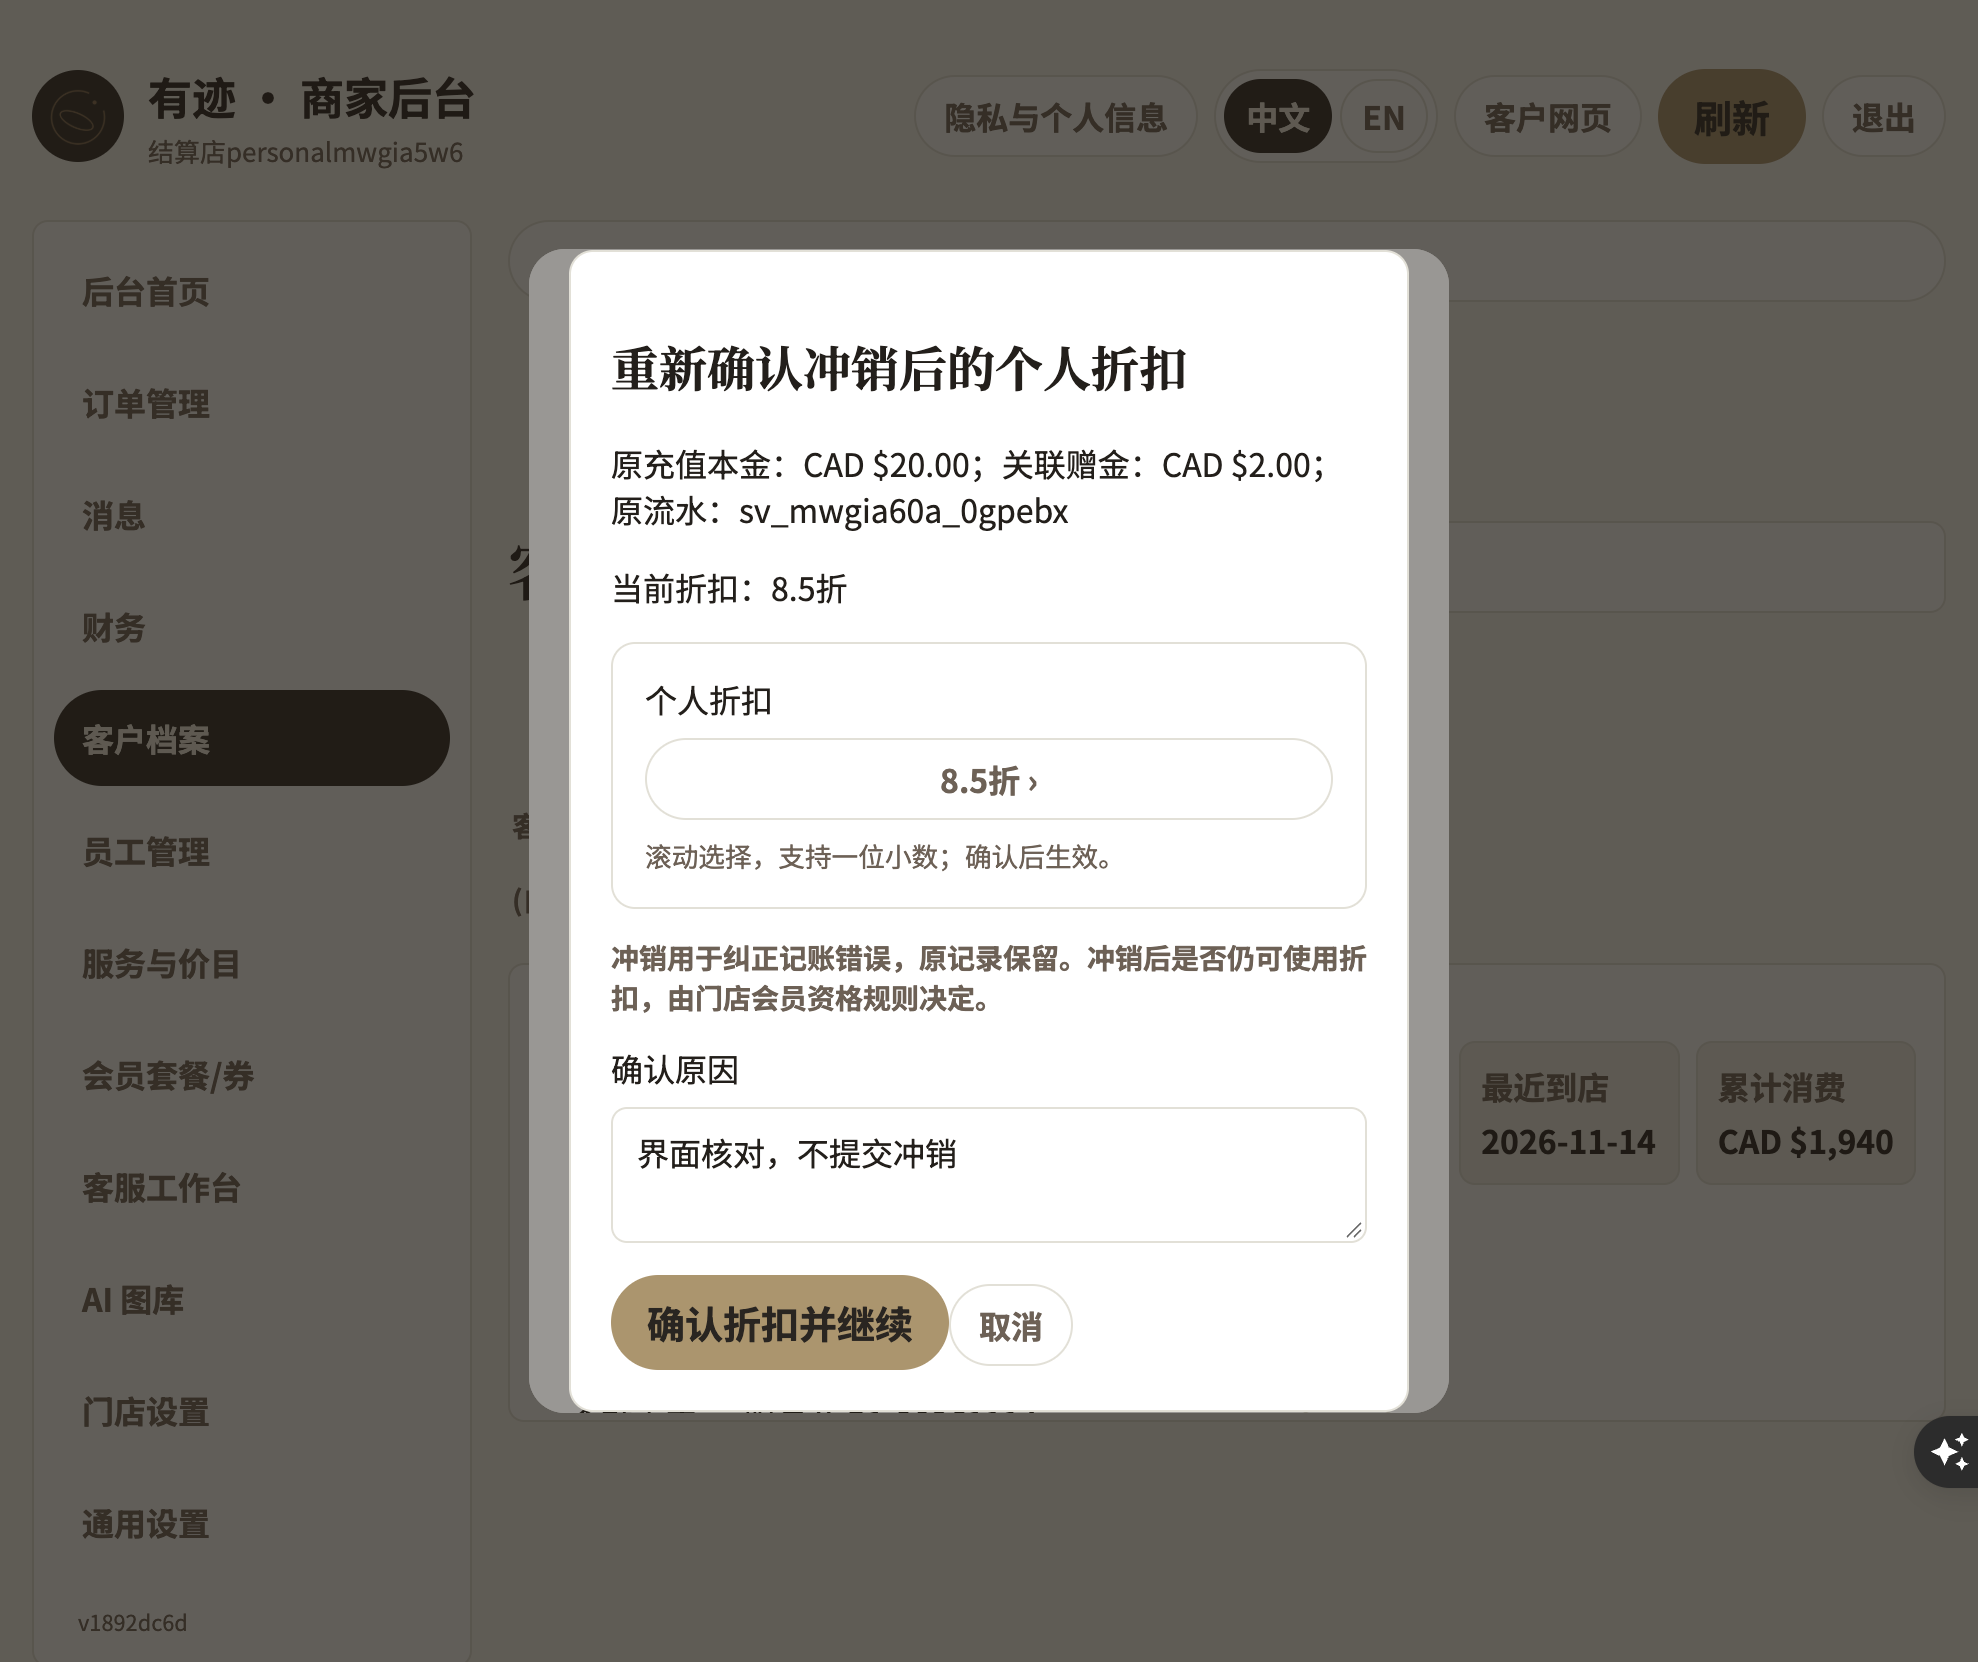 有迹 · 商家后台
结算店personalmwgia5w6
隐私与个人信息
中文
EN
客户网页
刷新
退出
后台首页
订单管理
消息
财务
客户档案
员工管理
服务与价目
会员套餐/券
客服工作台
AI 图库
门店设置
通用设置
v1892dc6d
重新确认冲销后的个人折扣
原充值本金：CAD $20.00；关联赠金：CAD $2.00；
原流水：sv_mwgia60a_0gpebx
当前折扣：8.5折
个人折扣
8.5折 ›
滚动选择，支持一位小数；确认后生效。
冲销用于纠正记账错误，原记录保留。冲销后是否仍可使用折
扣，由门店会员资格规则决定。
确认原因
界面核对，不提交冲销
确认折扣并继续
取消
最近到店
2026-11-14
累计消费
CAD $1,940